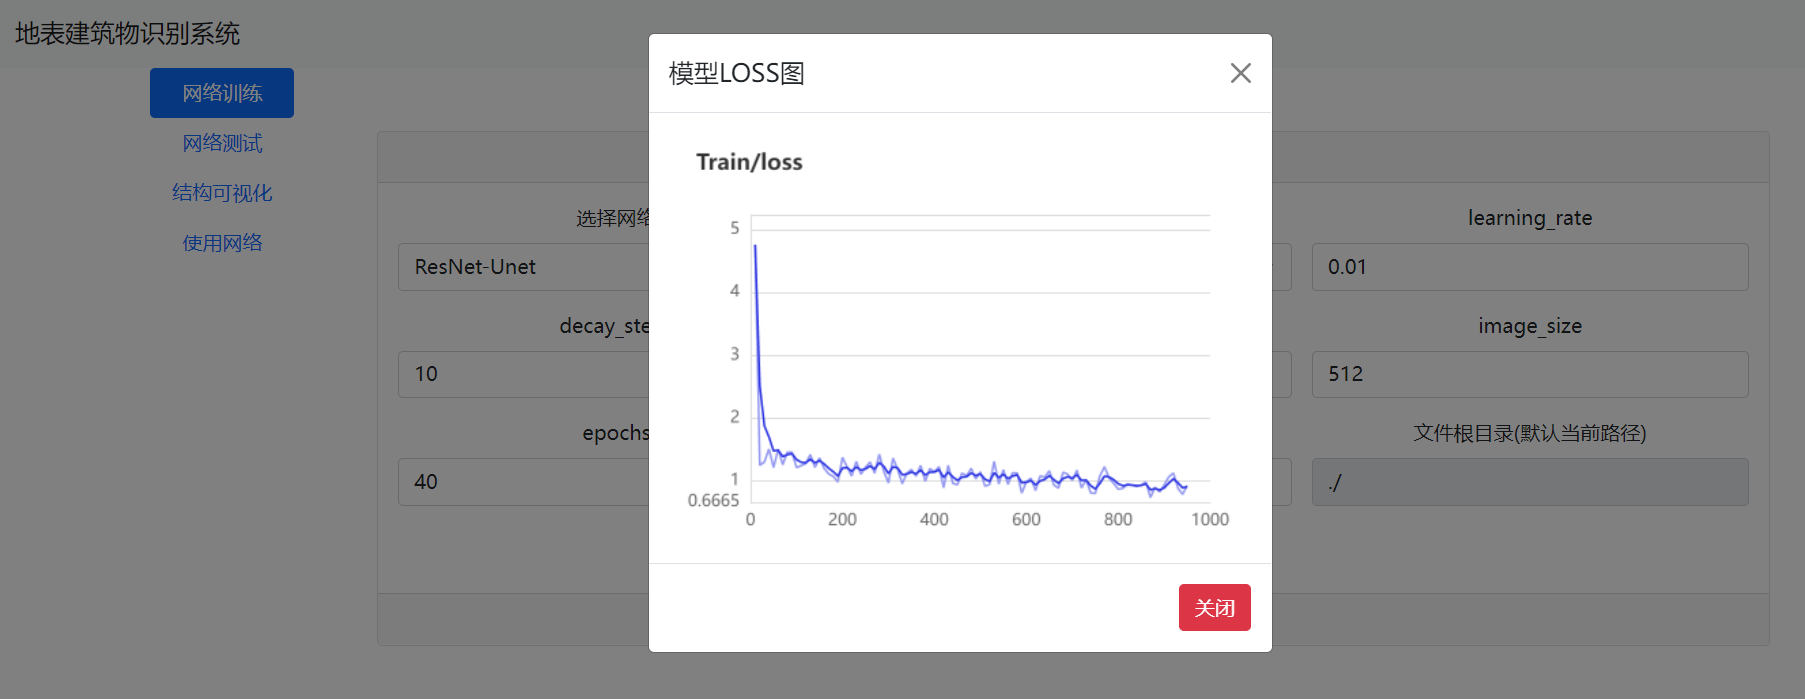 地表建筑物识别系统
网络训练
网络测试
结构可视化
使用网络
模型LOSS图
Train/loss
5
4
3
2
1
0.6665
0 200 400 600 800 1000
关闭
选择网络
ResNet-Unet
learning_rate
0.01
decay_ste
10
image_size
512
epochs
40
文件根目录(默认当前路径)
./